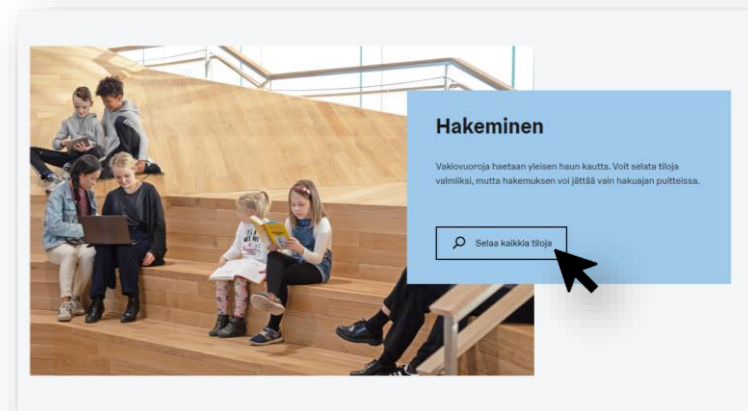 Hakeminen
Vakiovuoroja haetaan yleisen haun kautta. Voit selata tiloja
valmiiksi, mutta hakemuksen voi jättää vain hakuajan puitteissa.
Selaa kaikkia tiloja